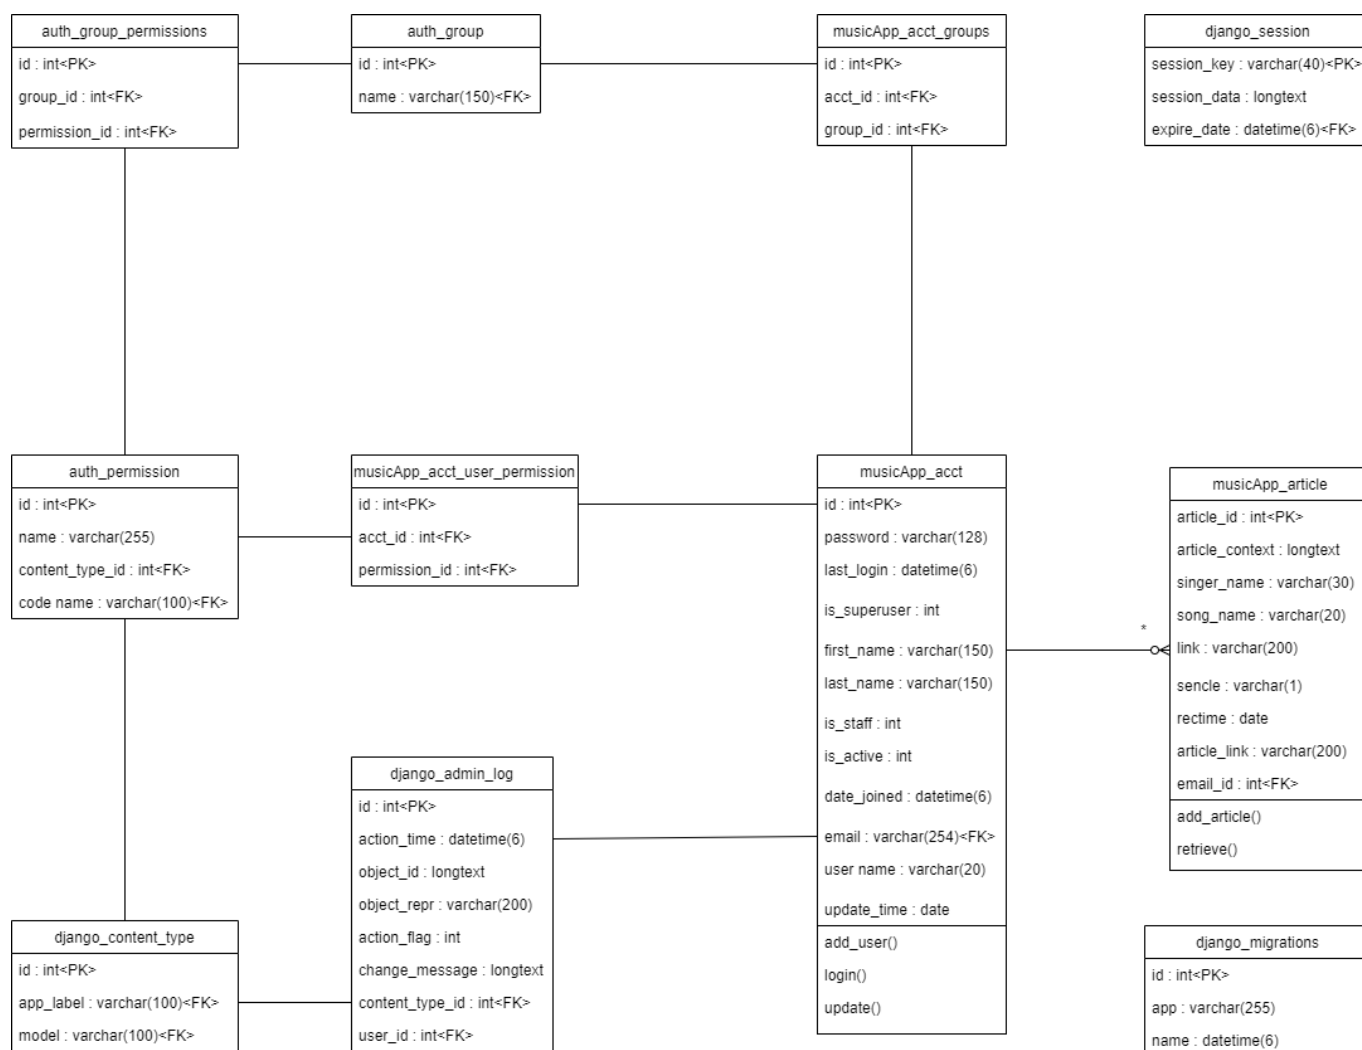 auth_group_permissions
id : int<PK>
group_id : int<FK>
permission_id : int<FK>
auth_group
id : int<PK>
name : varchar(150)<FK>
musicApp_acct_groups
id : int<PK>
acct_id : int<FK>
group_id : int<FK>
django_session
session_key : varchar(40)<PK>
session_data : longtext
expire_date : datetime(6)<FK>
auth_permission
id : int<PK>
name : varchar(255)
content_type_id : int<FK>
code name : varchar(100)<FK>
musicApp_acct_user_permission
id : int<PK>
acct_id : int<FK>
permission_id : int<FK>
musicApp_acct
id : int<PK>
password : varchar(128)
last_login : datetime(6)
is_superuser : int
first_name : varchar(150)
last_name : varchar(150)
is_staff : int
is_active : int
date_joined : datetime(6)
email : varchar(254)<FK>
user name : varchar(20)
update_time : date
add_user()
login()
update()
*
musicApp_article
article_id : int<PK>
article_context : longtext
singer_name : varchar(30)
song_name : varchar(20)
link : varchar(200)
sencle : varchar(1)
rectime : date
article_link : varchar(200)
email_id : int<FK>
add_article()
retrieve()
django_admin_log
id : int<PK>
action_time : datetime(6)
object_id : longtext
object_repr : varchar(200)
action_flag : int
change_message : longtext
content_type_id : int<FK>
user_id : int<FK>
django_content_type
id : int<PK>
app_label : varchar(100)<FK>
model : varchar(100)<FK>
django_migrations
id : int<PK>
app : varchar(255)
name : datetime(6)